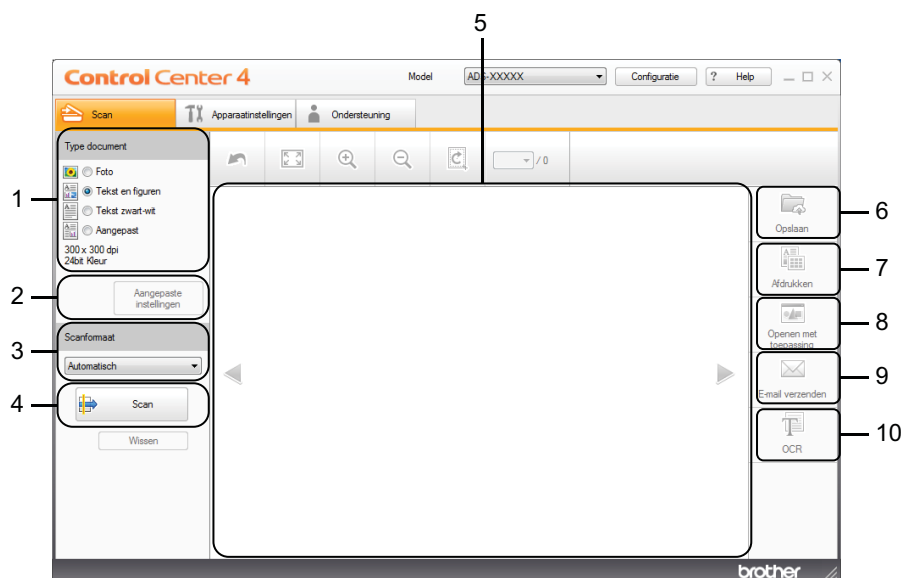 5
Control Center 4
Model
ADS-XXXXX
Configuratie
? Help
Scan
Apparaatinstellingen
Ondersteuning
Type document
/ 0
1
Foto
Tekst en figuren
Tekst zwart-wit
Aangepast
300 x 300 dpi
24bit Kleur
2
Aangepaste
instellingen
3
Scanformaat
Automatisch
4
Scan
Wissen
Opslaan
6
Afdrukken
7
Openen met
toepassing
8
E-mail verzenden
9
OCR
10
brother